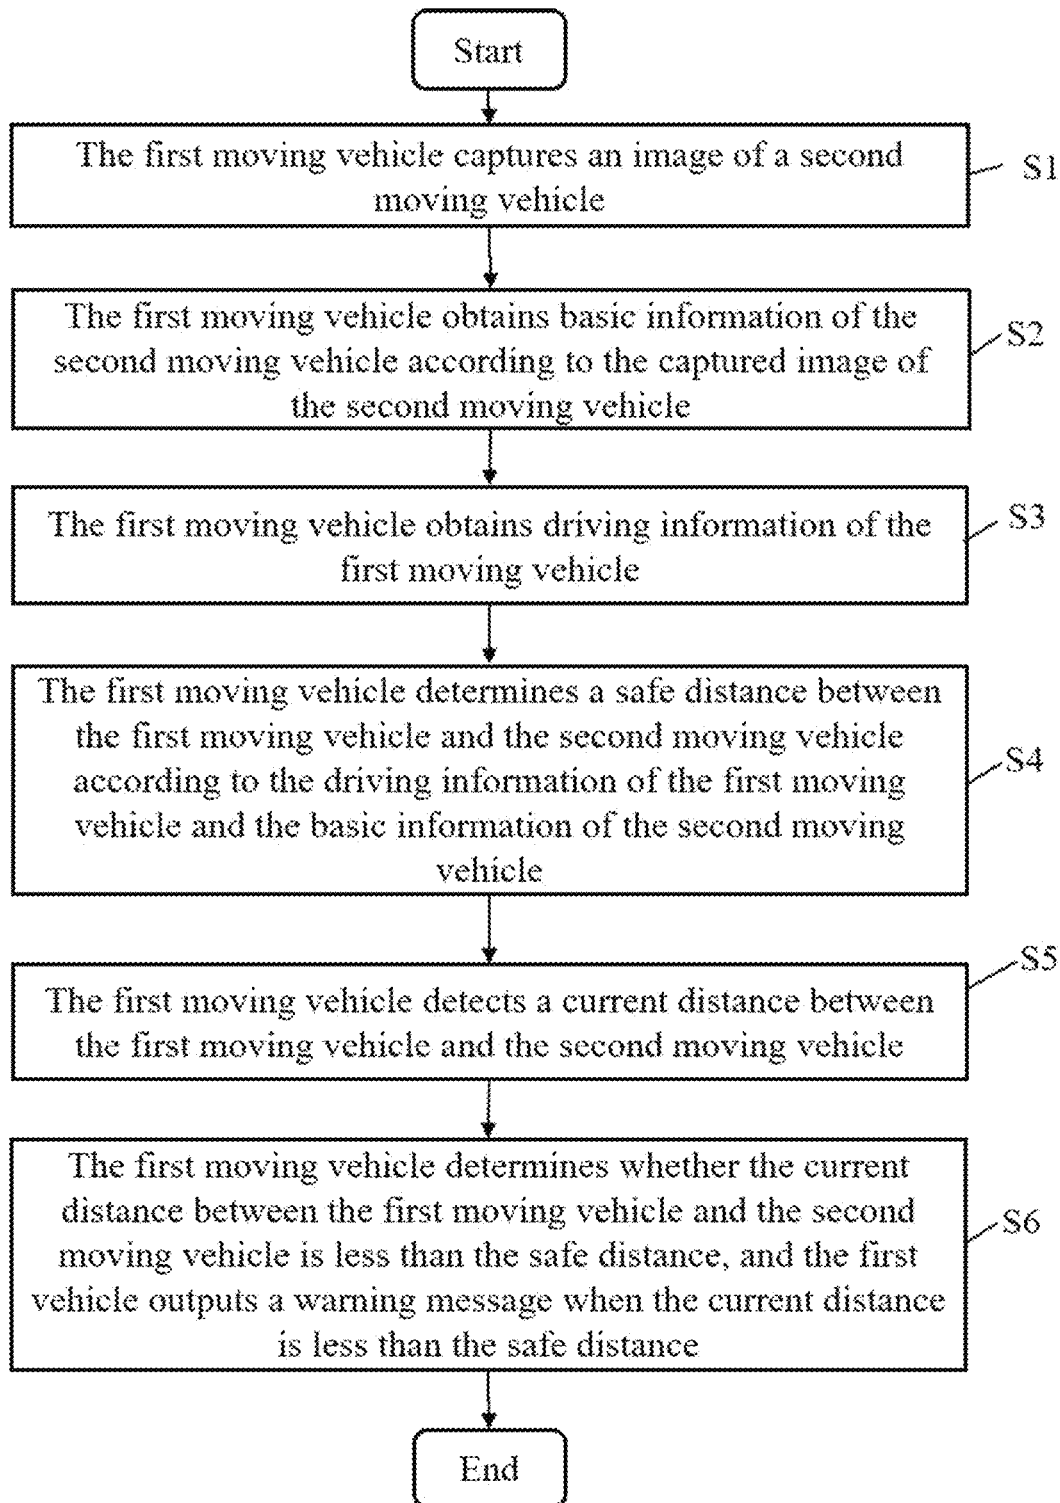 Start
The first moving vehicle captures an image of a second
moving vehicle
S1
The first moving vehicle obtains basic information of the
second moving vehicle according to the captured image of
the second moving vehicle
S2
The first moving vehicle obtains driving information of the
first moving vehicle
S3
The first moving vehicle determines a safe distance between
the first moving vehicle and the second moving vehicle
according to the driving information of the first moving
vehicle and the basic information of the second moving
vehicle
S4
The first moving vehicle detects a current distance between
the first moving vehicle and the second moving vehicle
S5
The first moving vehicle determines whether the current
distance between the first moving vehicle and the second
moving vehicle is less than the safe distance, and the first
vehicle outputs a warning message when the current distance
is less than the safe distance
S6
End